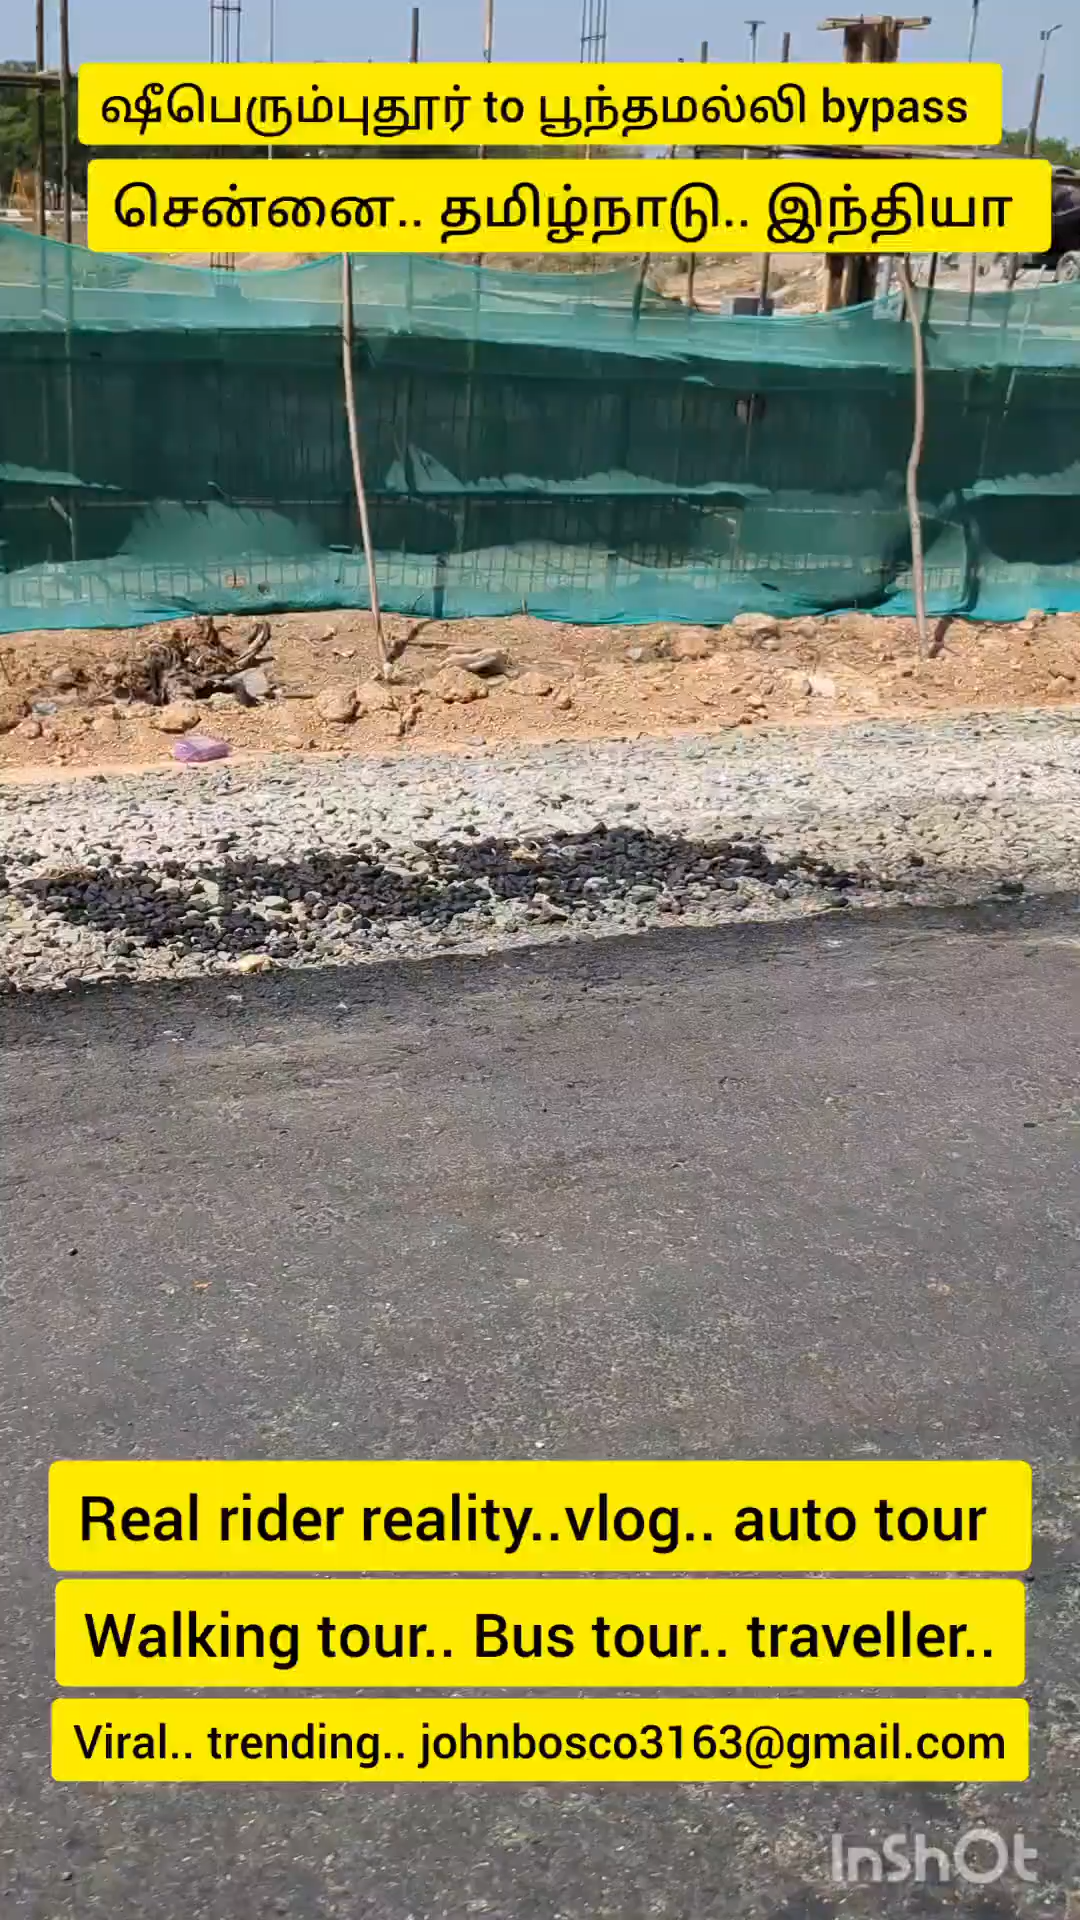 ஷீபெரும்புதூர் to பூந்தமல்லி bypass
சென்னை.. தமிழ்நாடு.. இந்தியா
Real rider reality..vlog.. auto tour
Walking tour.. Bus tour.. traveller..
Viral.. trending.. johnbosco3163@gmail.com
InShOt